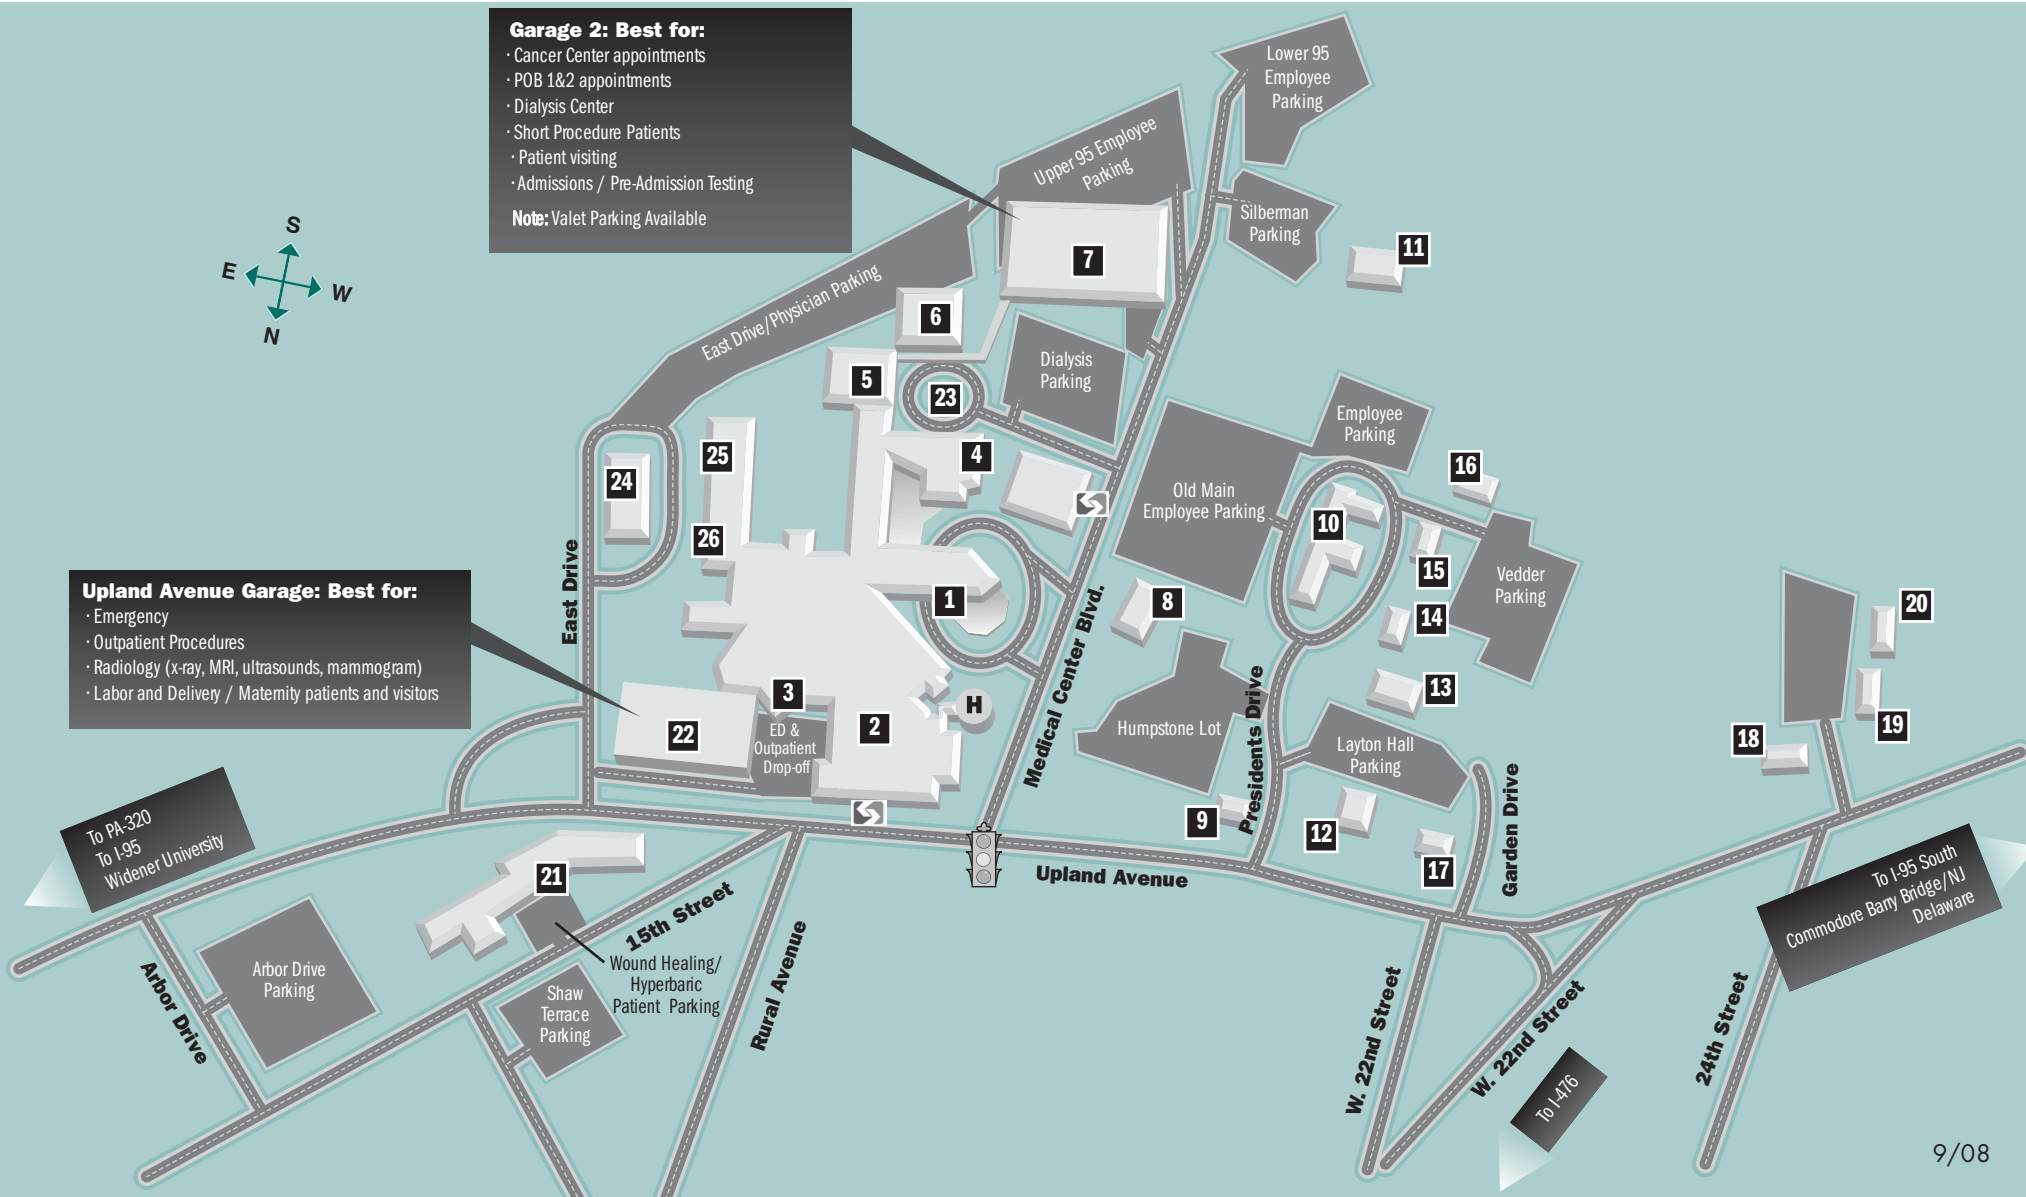 Garage 2: Best for:
· Cancer Center appointments
· POB 1&2 appointments
· Dialysis Center
· Short Procedure Patients
· Patient visiting
· Admissions / Pre-Admission Testing
Note: Valet Parking Available
Lower 95
Employee
Parking
Upper 95 Employee
Parking
Silberman
Parking
11
7
S
E
W
N
East Drive/Physician Parking
6
Dialysis
Parking
5
23
Employee
Parking
4
25
24
16
Old Main
Employee Parking
10
26
15
Vedder
Parking
East Drive
Upland Avenue Garage: Best for:
· Emergency
· Outpatient Procedures
· Radiology (x-ray, MRI, ultrasounds, mammogram)
· Labor and Delivery / Maternity patients and visitors
1
8
14
20
Medical Center Blvd.
13
3
H
2
22
ED &
Outpatient
Drop-off
Humpstone Lot
Presidents Drive
Layton Hall
Parking
18
19
9
12
17
Garden Drive
To PA-320
To I-95
Widener University
21
Upland Avenue
15th Street
Rural Avenue
Wound Healing/
Hyperbaric
Patient Parking
Arbor Drive
Parking
Arbor Drive
Shaw
Terrace
Parking
To I-95 South
Commodore Barry Bridge/NJ
Delaware
W. 22nd Street
W. 22nd Street
24th Street
To I-476
9/08